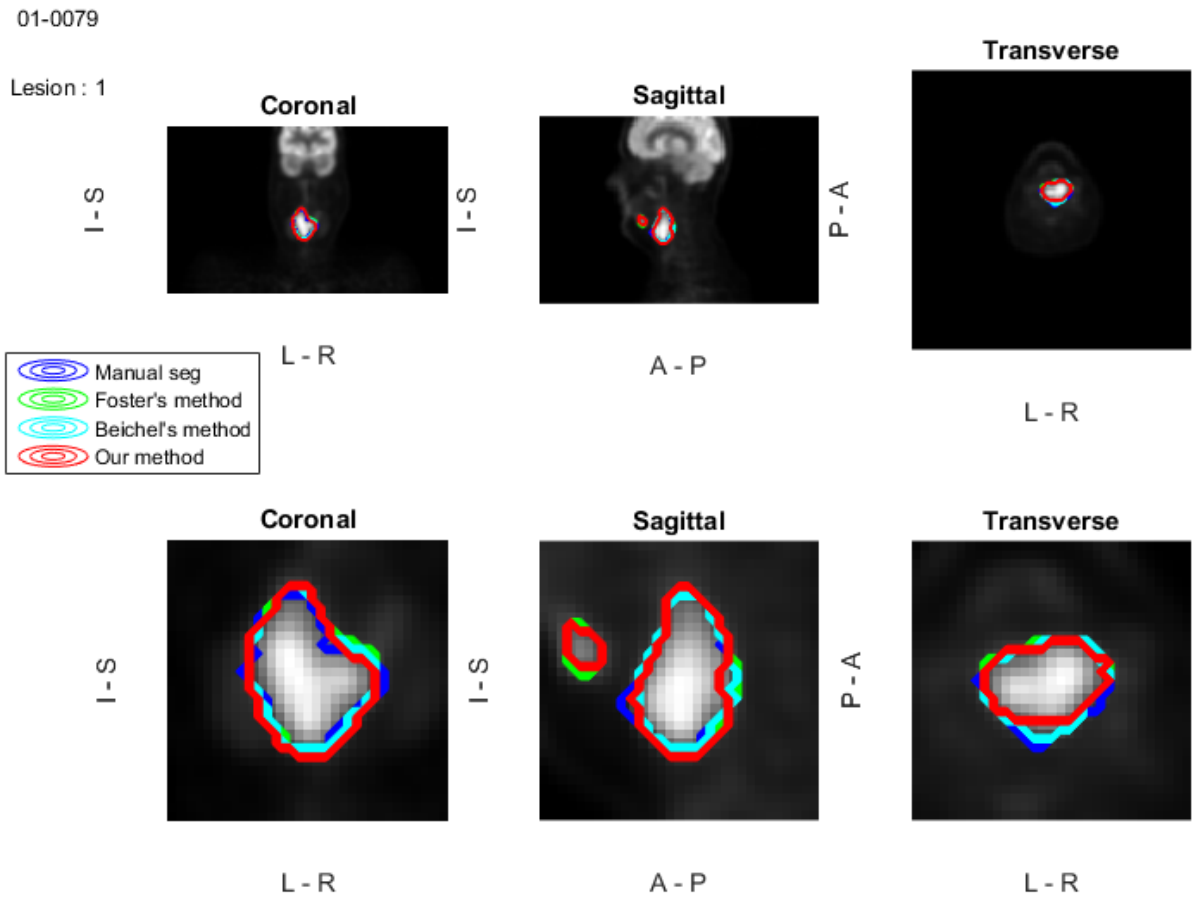 01-0079
Lesion : 1
Coronal
Sagittal
Transverse
I - S
I - S
P - A
L - R
A - P
L - R
Manual seg
Foster's method
Beichel's method
Our method
Coronal
Sagittal
Transverse
I - S
I - S
P - A
L - R
A - P
L - R